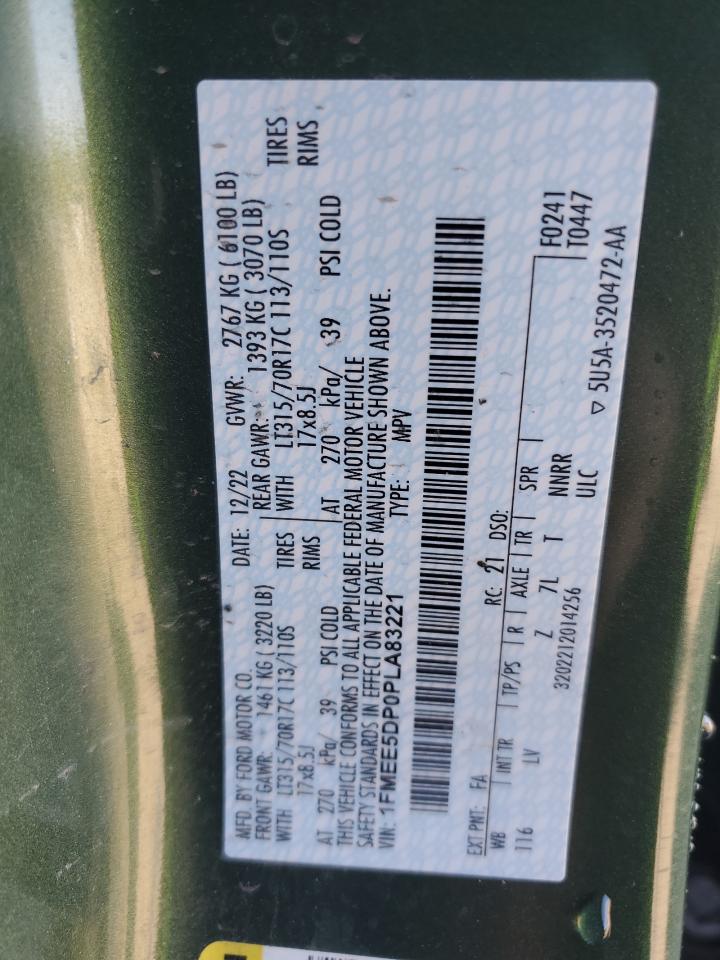 MFD. BY FORD MOTOR CO. DATE: 12/22 GVWR: 2767 KG ( 6100 LB)
FRONT GAWR: 1461 KG ( 3220 LB) REAR GAWR: 1393 KG ( 3070 LB)
WITH LT315/70R17C 113/110S TIRES WITH LT315/70R17C 113/110S TIRES
17x8.5J RIMS 17x8.5J RIMS
AT 270 kPa/ 39 PSI COLD AT 270 kPa/ 39 PSI COLD
THIS VEHICLE CONFORMS TO ALL APPLICABLE FEDERAL MOTOR VEHICLE
SAFETY STANDARDS IN EFFECT ON THE DATE OF MANUFACTURE SHOWN ABOVE.
VIN: 1FMEE5DP0PLA83221 TYPE: MPV
EXT PNT: FA RC: 21 DSO: F0241
WB INT TR TP/PS R AXLE TR SPR T0447
116 LV Z 7L T NNRR
3202212014256 ULC
▽ 5U5A-3520472-AA